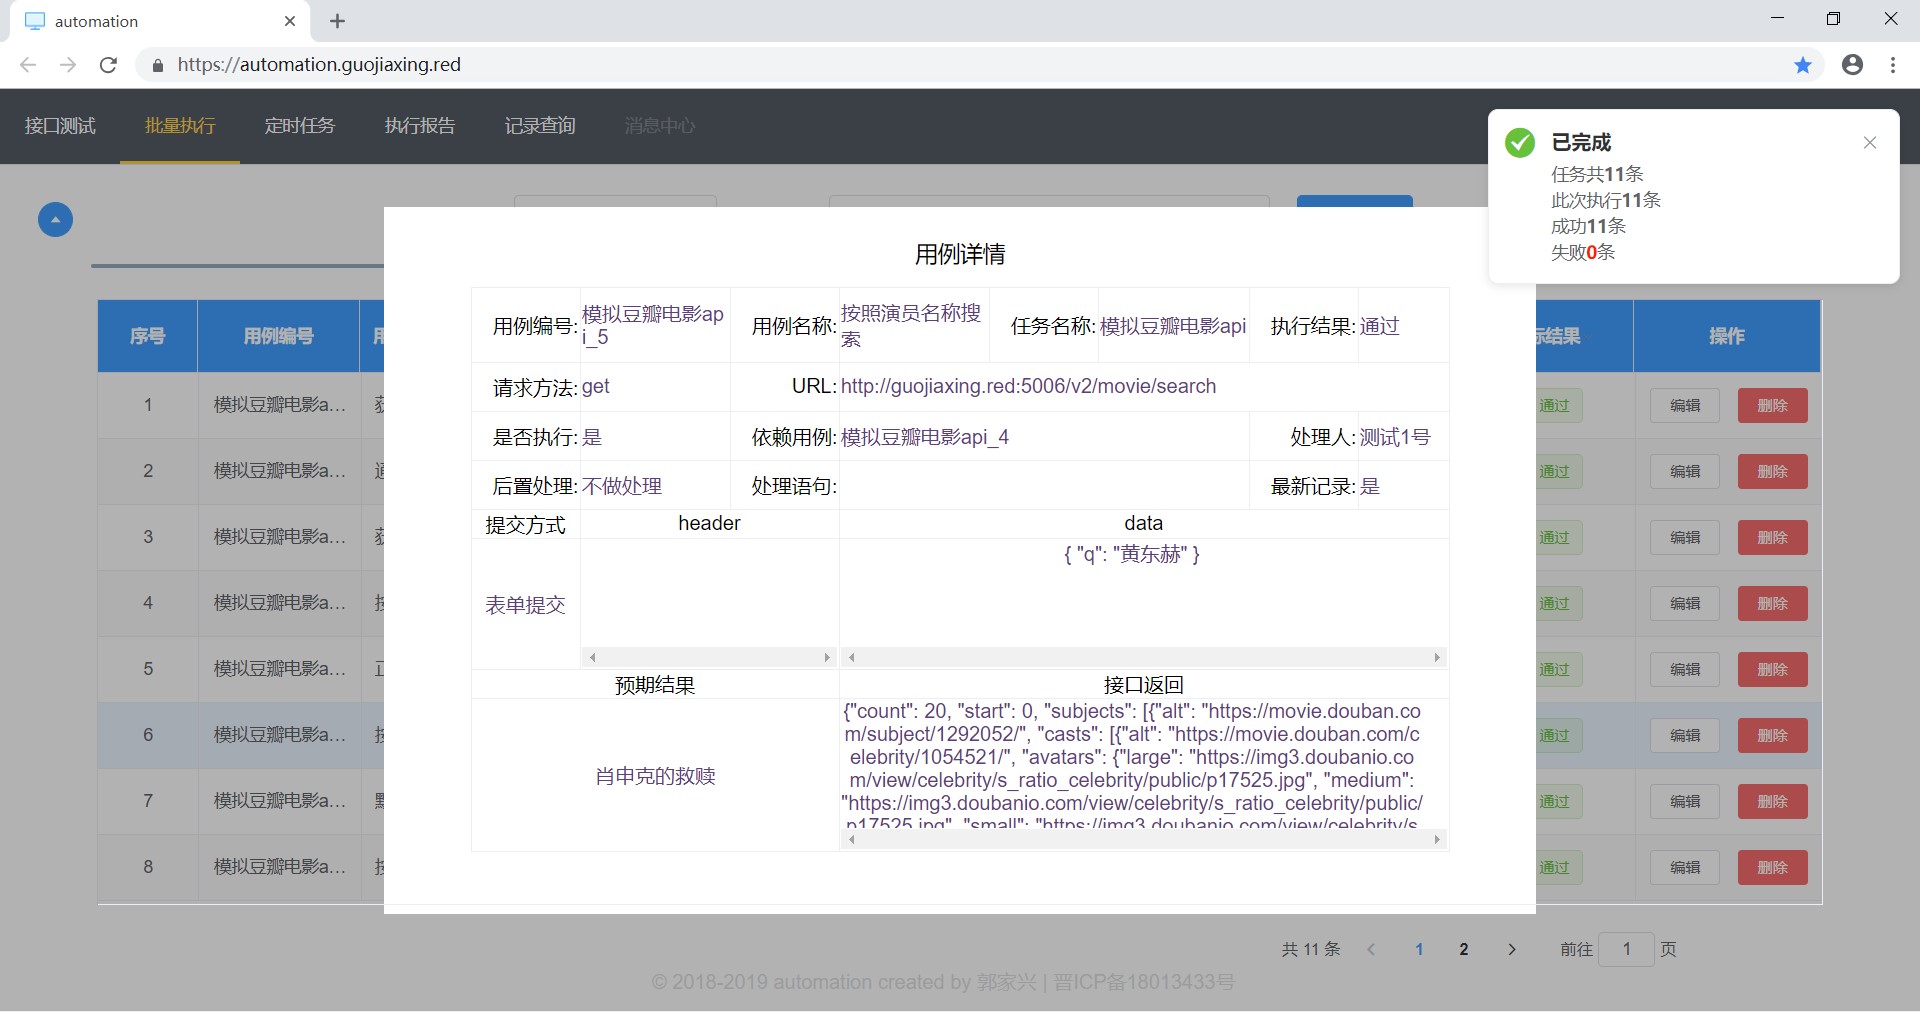 automation
https://automation.guojiaxing.red
接口测试 批量执行 定时任务 执行报告 记录查询 消息中心
已完成
任务共11条
此次执行11条
成功11条
失败0条
用例详情
用例编号: 模拟豆瓣电影api_5 用例名称: 按照演员名称搜索 任务名称: 模拟豆瓣电影api 执行结果: 通过
请求方法: get URL: http://guojiaxing.red:5006/v2/movie/search
是否执行: 是 依赖用例: 模拟豆瓣电影api_4 处理人: 测试1号
后置处理: 不做处理 处理语句: 最新记录: 是
提交方式 header data
表单提交 { "q": "黄东赫" }
预期结果 接口返回
肖申克的救赎
{"count": 20, "start": 0, "subjects": [{"alt": "https://movie.douban.co
m/subject/1292052/", "casts": [{"alt": "https://movie.douban.com/c
elebrity/1054521/", "avatars": {"large": "https://img3.doubanio.co
m/view/celebrity/s_ratio_celebrity/public/p17525.jpg", "medium":
"https://img3.doubanio.com/view/celebrity/s_ratio_celebrity/public/
p17525.jpg", "small": "https://img3.doubanio.com/view/celebrity/s
序号 用例编号 标结果 操作
1 模拟豆瓣电影a... 通过 编辑 删除
2 模拟豆瓣电影a... 通过 编辑 删除
3 模拟豆瓣电影a... 通过 编辑 删除
4 模拟豆瓣电影a... 通过 编辑 删除
5 模拟豆瓣电影a... 通过 编辑 删除
6 模拟豆瓣电影a... 通过 编辑 删除
7 模拟豆瓣电影a... 通过 编辑 删除
8 模拟豆瓣电影a... 通过 编辑 删除
共 11 条 1 2 前往 1 页
© 2018-2019 automation created by 郭家兴 | 晋ICP备18013433号